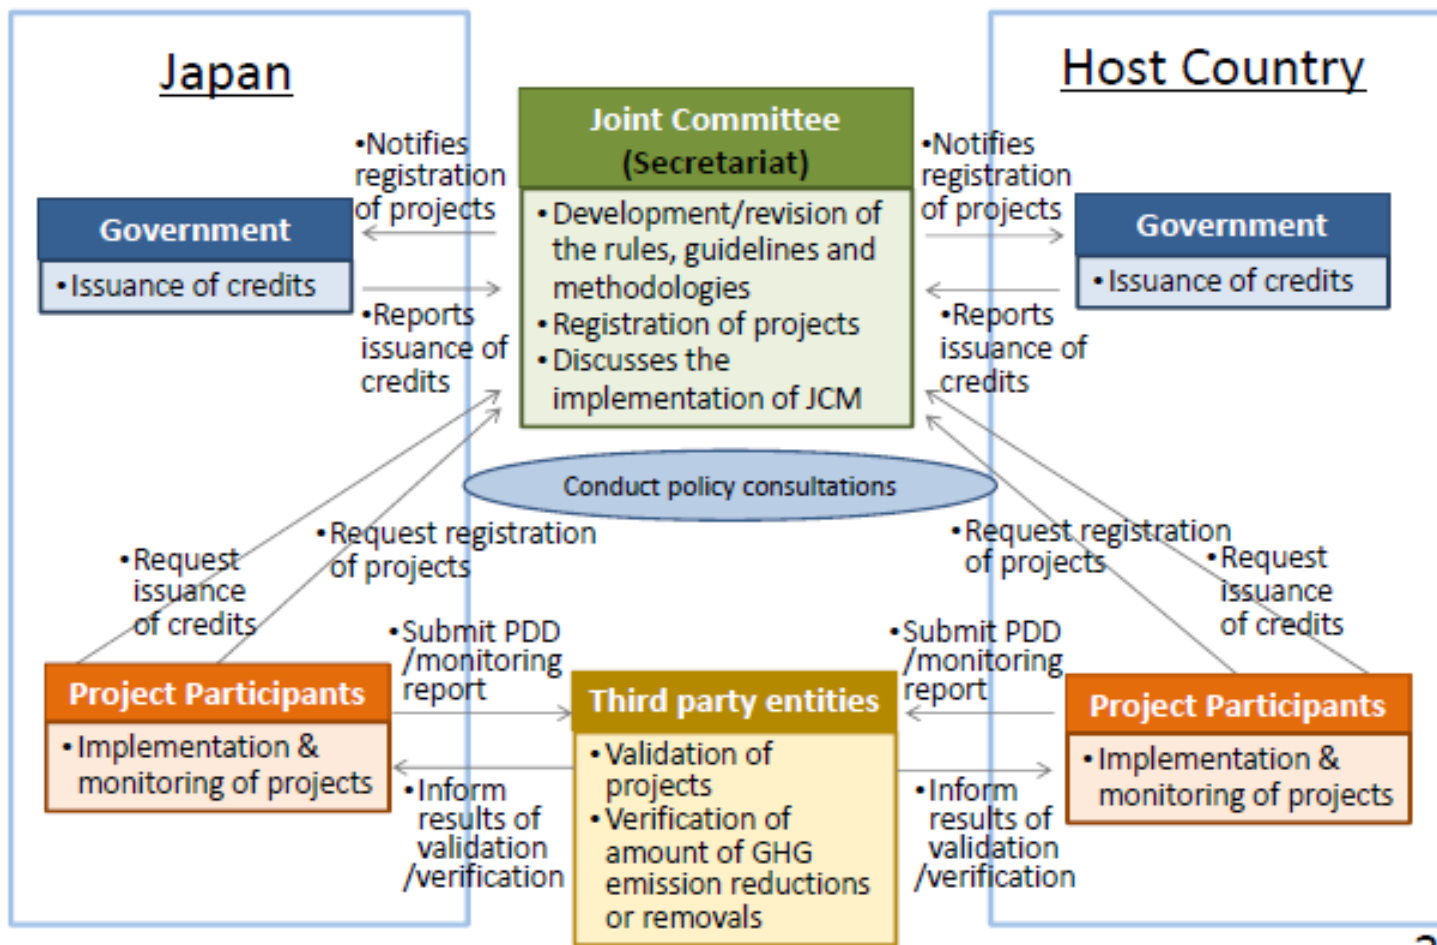 Japan
Host Country
Joint Committee
(Secretariat)
•Notifies
registration
of projects
•Notifies
registration
of projects
Government
• Issuance of credits
• Development/revision of
the rules, guidelines and
methodologies
• Registration of projects
• Discusses the
implementation of JCM
Government
• Issuance of credits
•Reports
issuance of
credits
•Reports
issuance of
credits
Conduct policy consultations
•Request
issuance
of credits
•Request registration
of projects
•Request registration
of projects
•Request
issuance
of credits
•Submit PDD
/monitoring
report
•Submit PDD
/monitoring
report
Project Participants
• Implementation &
monitoring of projects
Third party entities
• Validation of
projects
• Verification of
amount of GHG
emission reductions
or removals
Project Participants
• Implementation &
monitoring of projects
•Inform
results of
validation
/verification
•Inform
results of
validation
/verification